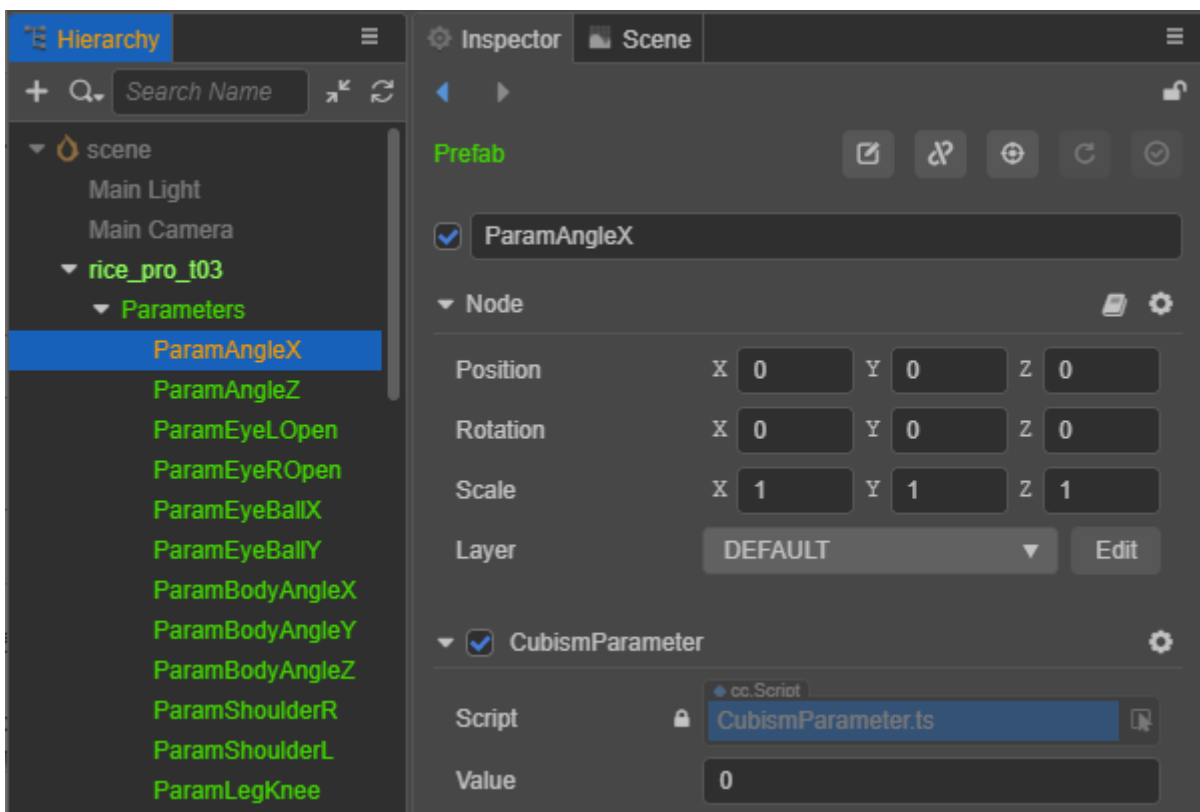 Hierarchy
Search Name
scene
Main Light
Main Camera
rice_pro_t03
Parameters
ParamAngleX
ParamAngleZ
ParamEyeLOpen
ParamEyeROpen
ParamEyeBallX
ParamEyeBallY
ParamBodyAngleX
ParamBodyAngleY
ParamBodyAngleZ
ParamShoulderR
ParamShoulderL
ParamLegKnee
Inspector Scene
Prefab
ParamAngleX
Node
Position X 0 Y 0 Z 0
Rotation X 0 Y 0 Z 0
Scale X 1 Y 1 Z 1
Layer DEFAULT Edit
CubismParameter
cc.Script
Script CubismParameter.ts
Value 0